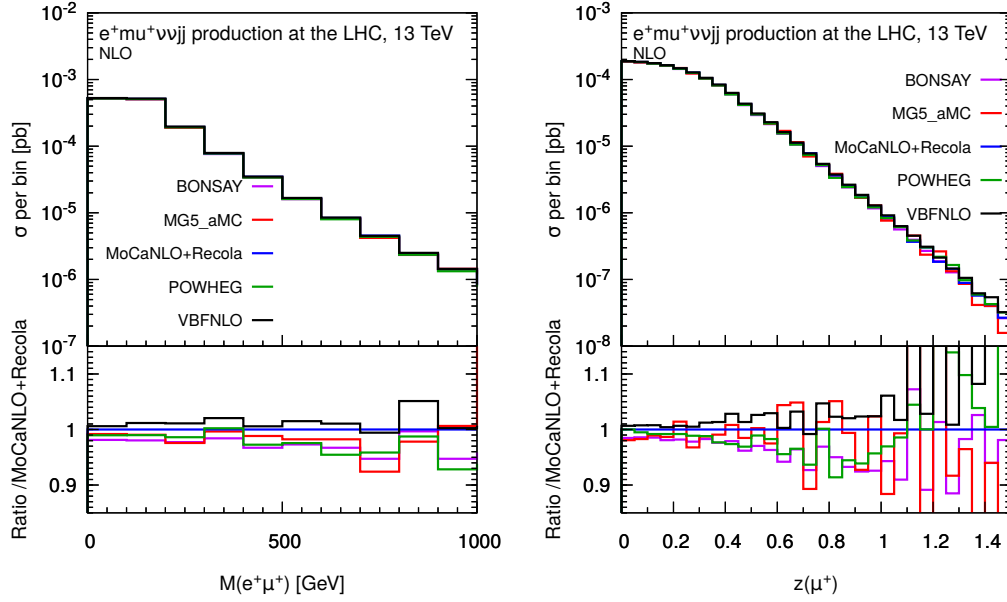 e⁺mu⁺ννjj production at the LHC, 13 TeV
NLO
σ per bin [pb]
10⁻²
10⁻³
10⁻⁴
10⁻⁵
10⁻⁶
10⁻⁷
BONSAY
MG5_aMC
MoCaNLO+Recola
POWHEG
VBFNLO
Ratio /MoCaNLO+Recola
1.1
1
0.9
0 500 1000
M(e⁺μ⁺) [GeV]
e⁺mu⁺ννjj production at the LHC, 13 TeV
NLO
σ per bin [pb]
10⁻³
10⁻⁴
10⁻⁵
10⁻⁶
10⁻⁷
10⁻⁸
BONSAY
MG5_aMC
MoCaNLO+Recola
POWHEG
VBFNLO
Ratio /MoCaNLO+Recola
1.1
1
0.9
0 0.2 0.4 0.6 0.8 1 1.2 1.4
z(μ⁺)